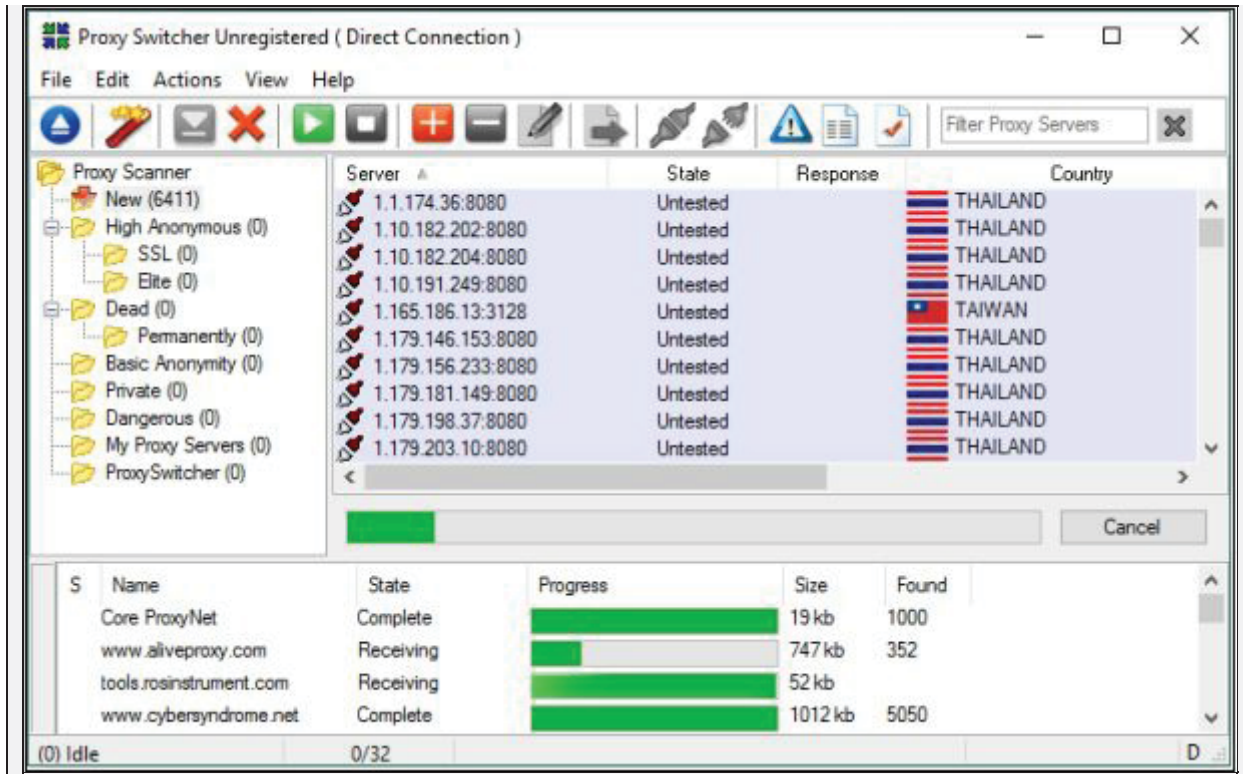 Proxy Switcher Unregistered ( Direct Connection )
File Edit Actions View Help
Filter Proxy Servers
Proxy Scanner
New (6411)
High Anonymous (0)
SSL (0)
Elite (0)
Dead (0)
Permanently (0)
Basic Anonymity (0)
Private (0)
Dangerous (0)
My Proxy Servers (0)
ProxySwitcher (0)
Server State Response Country
1.1.174.36:8080 Untested THAILAND
1.10.182.202:8080 Untested THAILAND
1.10.182.204:8080 Untested THAILAND
1.10.191.249:8080 Untested THAILAND
1.165.186.13:3128 Untested TAIWAN
1.179.146.153:8080 Untested THAILAND
1.179.156.233:8080 Untested THAILAND
1.179.181.149:8080 Untested THAILAND
1.179.198.37:8080 Untested THAILAND
1.179.203.10:8080 Untested THAILAND
Cancel
S Name State Progress Size Found
Core ProxyNet Complete 19 kb 1000
www.aliveproxy.com Receiving 747 kb 352
tools.rosinstrument.com Receiving 52 kb
www.cybersyndrome.net Complete 1012 kb 5050
(0) Idle 0/32 D